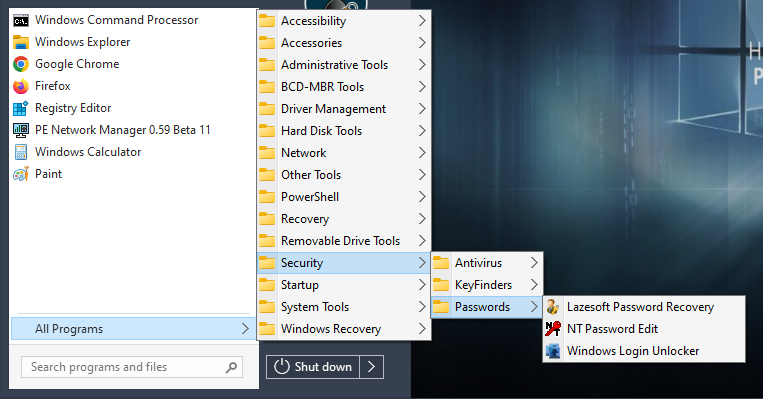 Windows Command Processor
Windows Explorer
Google Chrome
Firefox
Registry Editor
PE Network Manager 0.59 Beta 11
Windows Calculator
Paint
All Programs
Search programs and files
Accessibility
Accessories
Administrative Tools
BCD-MBR Tools
Driver Management
Hard Disk Tools
Network
Other Tools
PowerShell
Recovery
Removable Drive Tools
Security
Startup
System Tools
Windows Recovery
Shut down
Antivirus
KeyFinders
Passwords
Lazesoft Password Recovery
NT Password Edit
Windows Login Unlocker
H
P